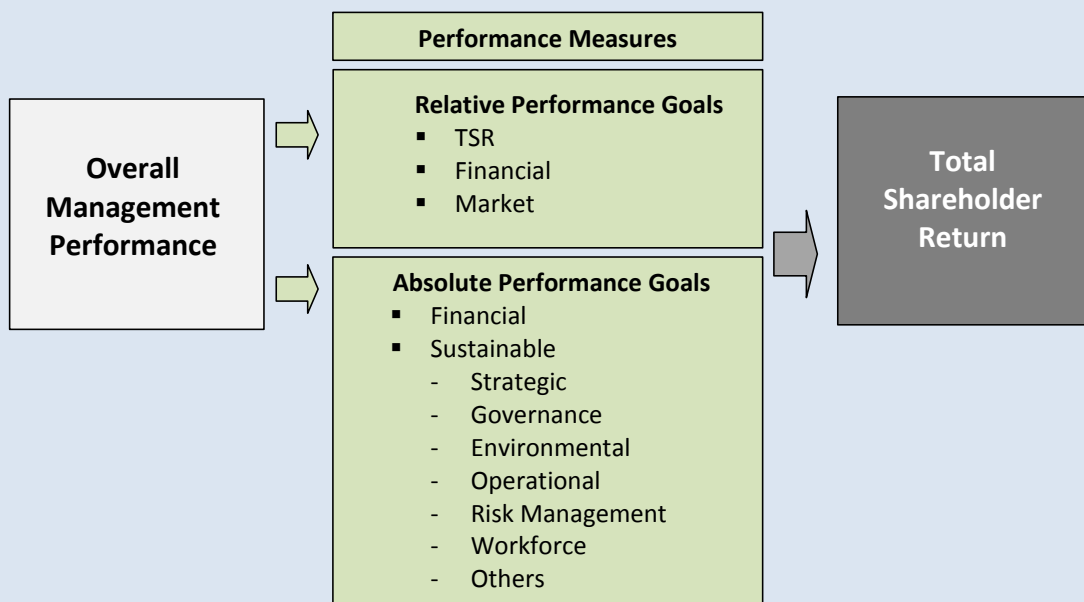 Performance Measures
Overall
Management
Performance
Relative Performance Goals
▪ TSR
▪ Financial
▪ Market
Absolute Performance Goals
▪ Financial
▪ Sustainable
- Strategic
- Governance
- Environmental
- Operational
- Risk Management
- Workforce
- Others
Total
Shareholder
Return